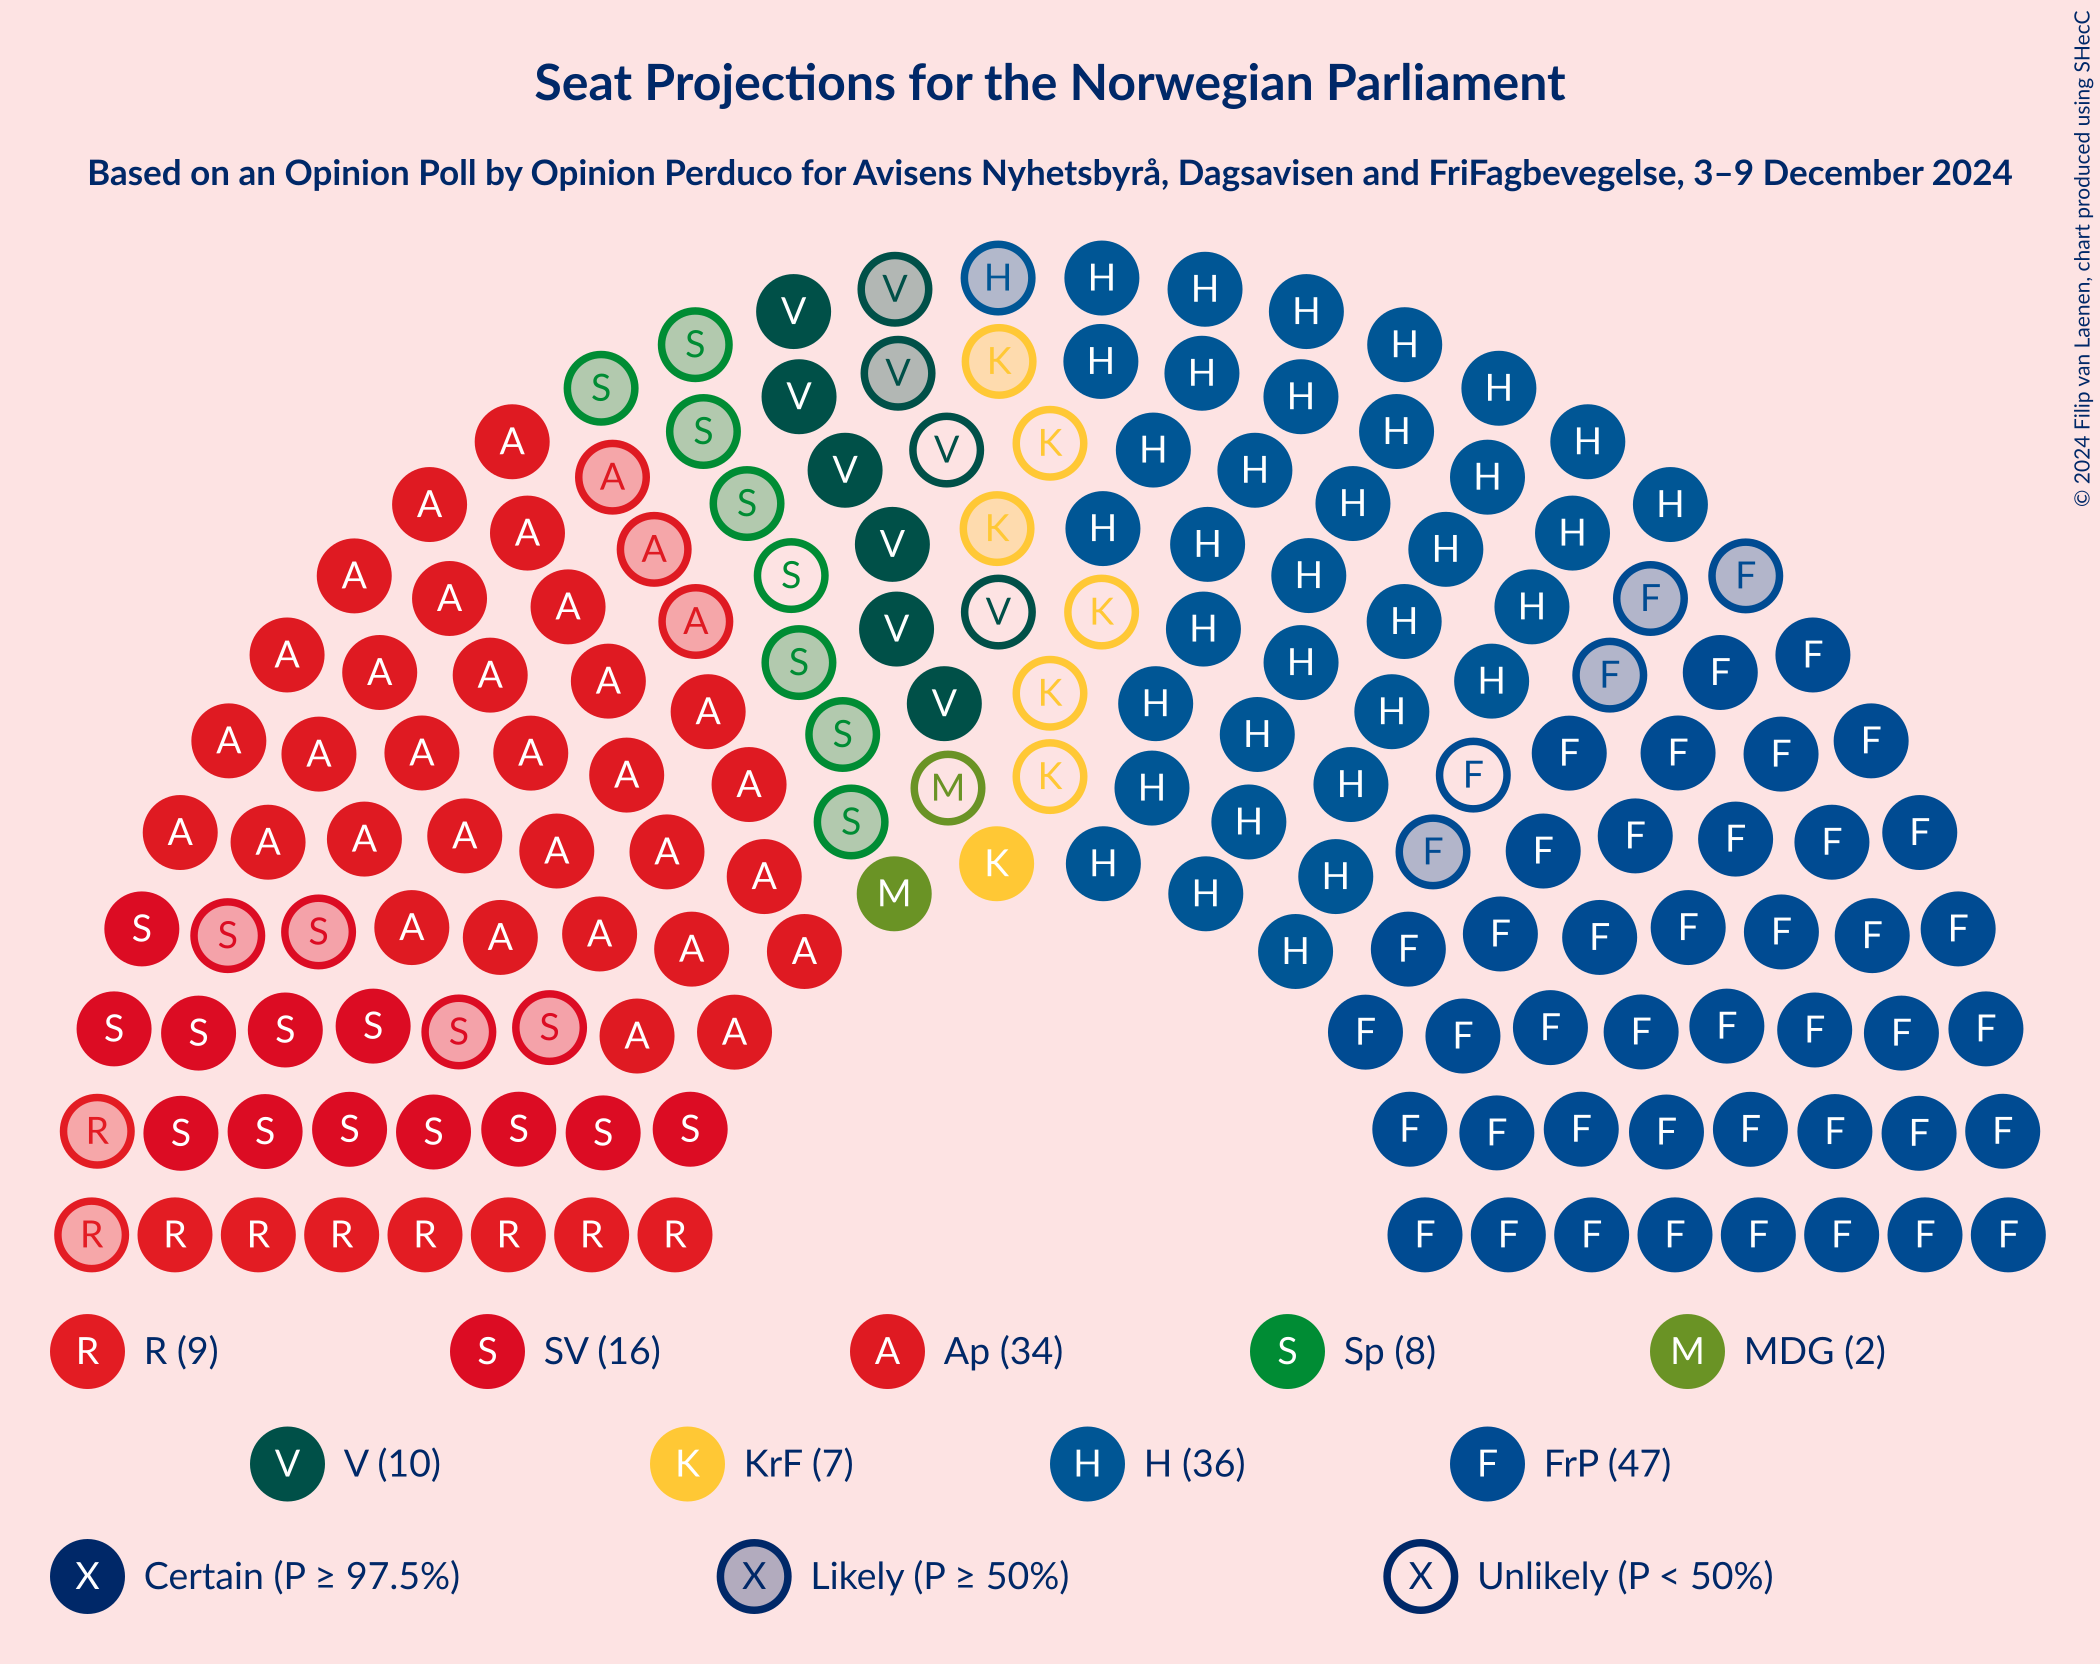 Seat Projections for the Norwegian Parliament
Based on an Opinion Poll by Opinion Perduco for Avisens Nyhetsbyrå, Dagsavisen and FriFagbevegelse, 3–9 December 2024
© 2024 Filip van Laenen, chart produced using SHecC
H H
V V H H
S V K H H H
S S V V K H H H H
A A S V K H H H H H
A A A S S V V K H H H H H H
A A A A S K H H H F F
A A A A A S V K H H H H F F F
A A A A A A S M K H H F F F F F
A A A A A A A S M K H H H F F F F F F
S S S A A A A A H H F F F F F F F
S S S S S S A A F F F F F F F F
R S S S S S S S F F F F F F F F
R R R R R R R R F F F F F F F F
R R (9) S SV (16) A Ap (34) S Sp (8) M MDG (2)
V V (10) K KrF (7) H H (36) F FrP (47)
X Certain (P ≥ 97.5%) X Likely (P ≥ 50%) X Unlikely (P < 50%)